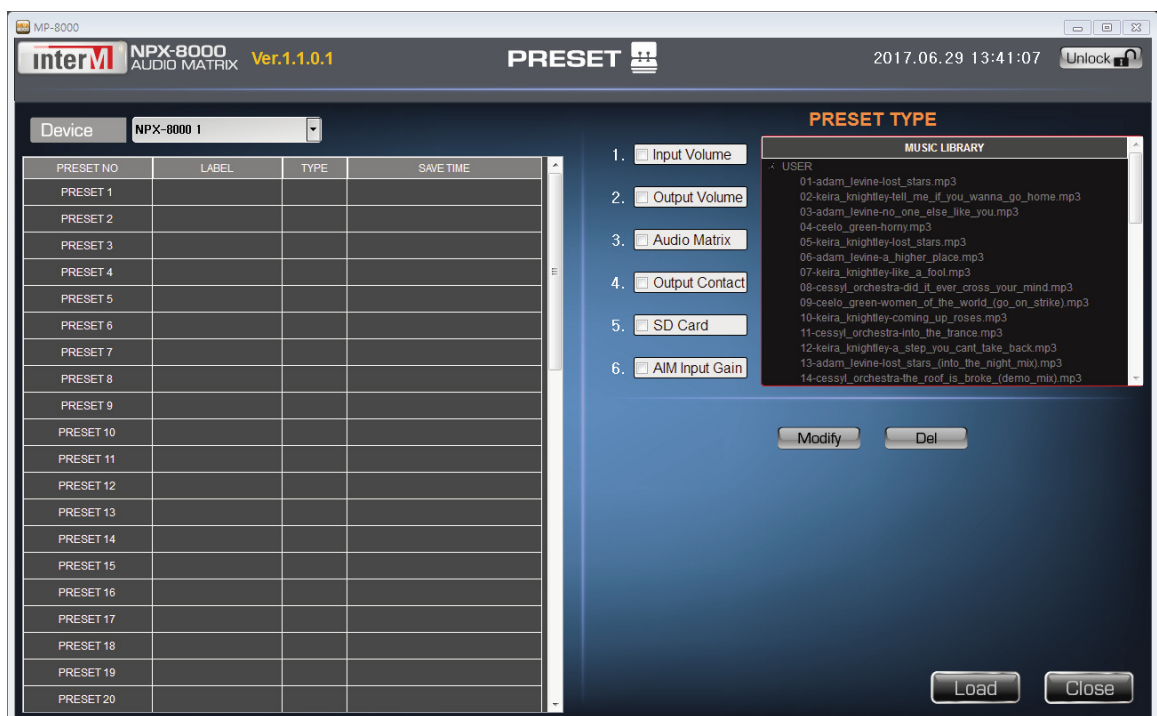 MP-8000
interM NPX-8000 AUDIO MATRIX Ver.1.1.0.1 PRESET 2017.06.29 13:41:07 Unlock
Device NPX-8000 1
PRESET NO LABEL TYPE SAVE TIME
PRESET 1
PRESET 2
PRESET 3
PRESET 4
PRESET 5
PRESET 6
PRESET 7
PRESET 8
PRESET 9
PRESET 10
PRESET 11
PRESET 12
PRESET 13
PRESET 14
PRESET 15
PRESET 16
PRESET 17
PRESET 18
PRESET 19
PRESET 20
PRESET TYPE
1. Input Volume
2. Output Volume
3. Audio Matrix
4. Output Contact
5. SD Card
6. AIM Input Gain
MUSIC LIBRARY
USER
01-adam_levine-lost_stars.mp3
02-keira_knightley-tell_me_if_you_wanna_go_home.mp3
03-adam_levine-no_one_else_like_you.mp3
04-ceelo_green-horny.mp3
05-keira_knightley-lost_stars.mp3
06-adam_levine-a_higher_place.mp3
07-keira_knightley-like_a_fool.mp3
08-cessyl_orchestra-did_it_ever_cross_your_mind.mp3
09-ceelo_green-women_of_the_world_(go_on_strike).mp3
10-keira_knightley-coming_up_roses.mp3
11-cessyl_orchestra-into_the_trance.mp3
12-keira_knightley-a_step_you_cant_take_back.mp3
13-adam_levine-lost_stars_(into_the_night_mix).mp3
14-cessyl_orchestra-the_roof_is_broke_(demo_mix).mp3
Modify Del
Load Close